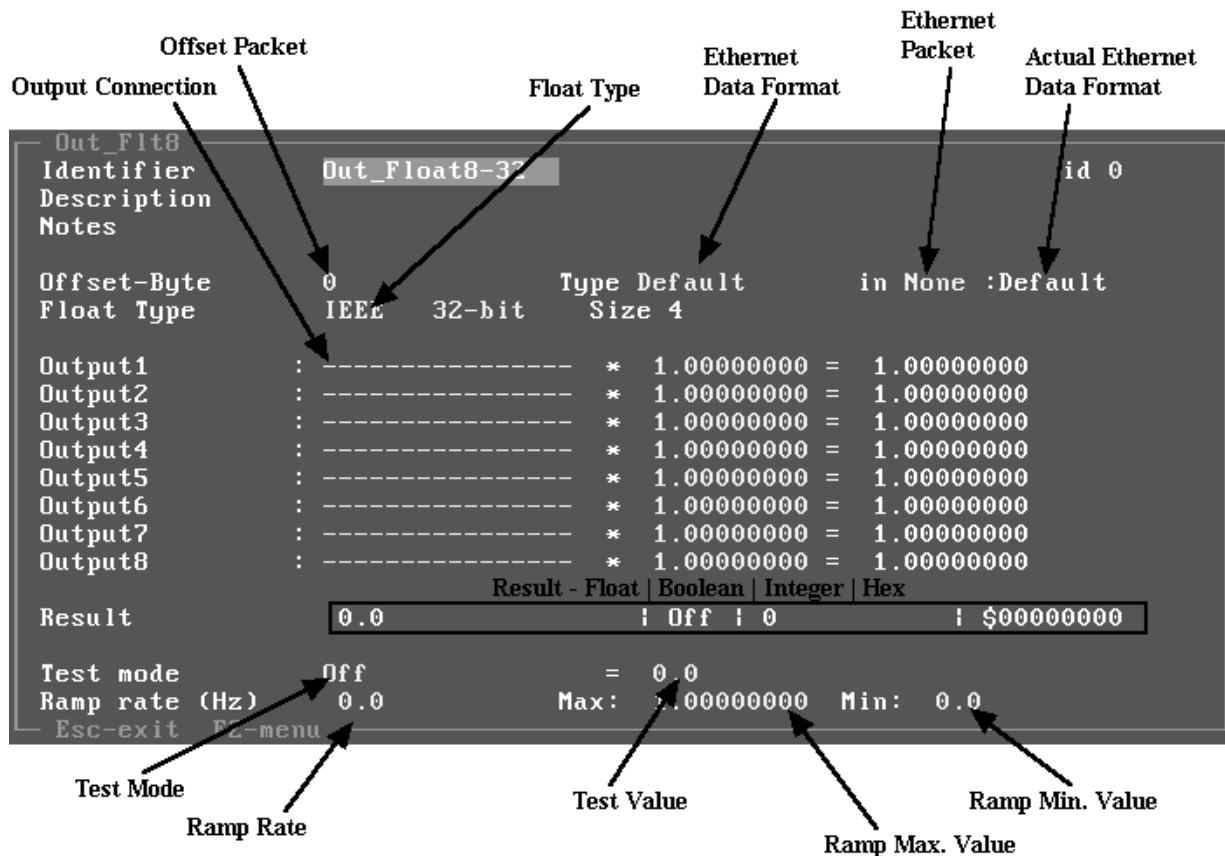 Offset Packet
Output Connection
Float Type
Ethernet
Data Format
Ethernet
Packet
Actual Ethernet
Data Format
Out_Flt8
Identifier Out_Float8-32 id 0
Description
Notes
Offset-Byte 0 Type Default in None :Default
Float Type IEEE 32-bit Size 4
Output1 : --------------- * 1.00000000 = 1.00000000
Output2 : --------------- * 1.00000000 = 1.00000000
Output3 : --------------- * 1.00000000 = 1.00000000
Output4 : --------------- * 1.00000000 = 1.00000000
Output5 : --------------- * 1.00000000 = 1.00000000
Output6 : --------------- * 1.00000000 = 1.00000000
Output7 : --------------- * 1.00000000 = 1.00000000
Output8 : --------------- * 1.00000000 = 1.00000000
Result - Float | Boolean | Integer | Hex
Result 0.0 ¦ Off ¦ 0 ¦ $00000000
Test mode Off = 0.0
Ramp rate (Hz) 0.0 Max: 1.00000000 Min: 0.0
Esc-exit F2-menu
Test Mode
Ramp Rate
Test Value
Ramp Max. Value
Ramp Min. Value